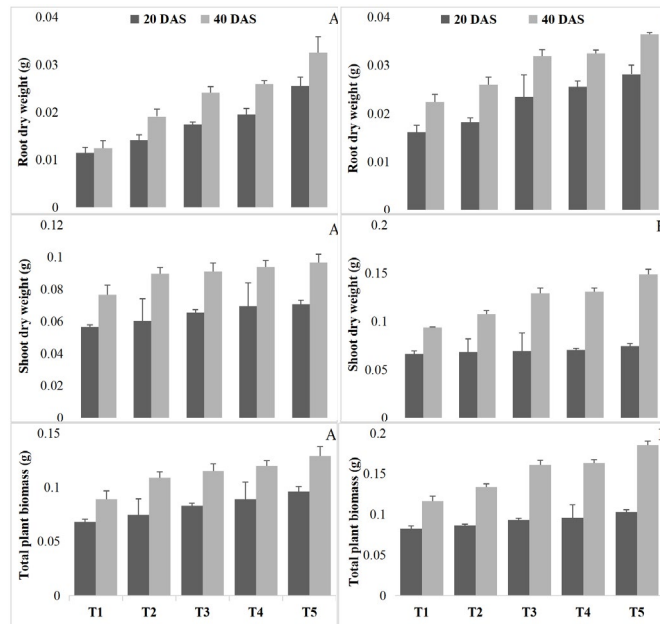 20 DAS 40 DAS
A
Root dry weight (g)
0.04
0.03
0.02
0.01
0
20 DAS 40 DAS
Root dry weight (g)
0.04
0.03
0.02
0.01
0
A
Shoot dry weight (g)
0.12
0.1
0.08
0.06
0.04
0.02
0
Shoot dry weight (g)
0.2
0.15
0.1
0.05
0
A
Total plant biomass (g)
0.15
0.1
0.05
0
T1 T2 T3 T4 T5
Total plant biomass (g)
0.2
0.15
0.1
0.05
0
T1 T2 T3 T4 T5